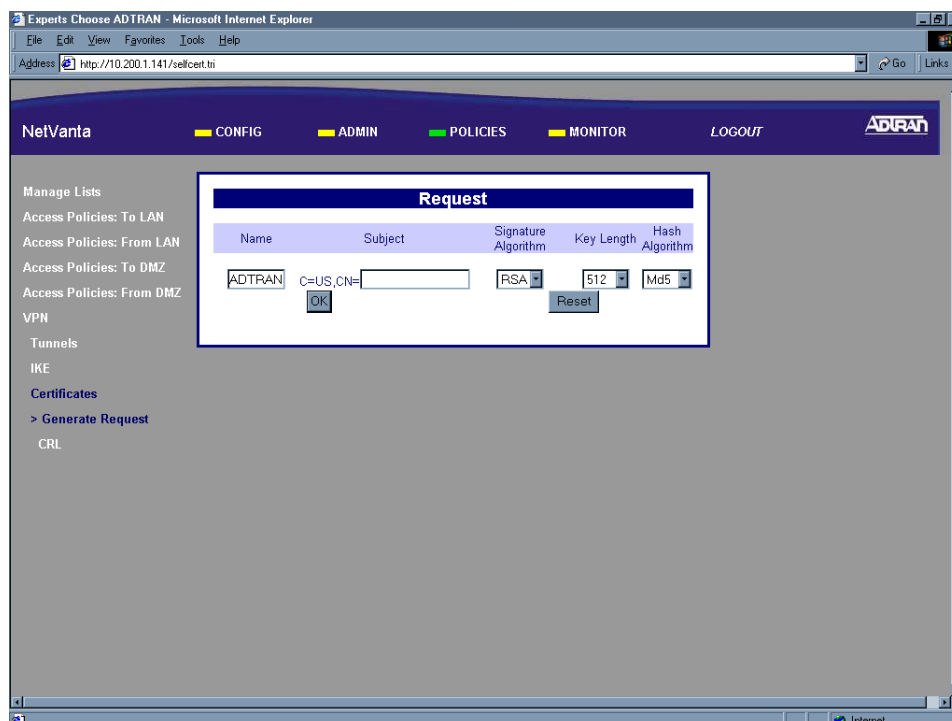 Experts Choose ADTRAN - Microsoft Internet Explorer
File Edit View Favorites Tools Help
Address http://10.200.1.141/selfcert.tri Go Links
NetVanta CONFIG ADMIN POLICIES MONITOR LOGOUT ADTRAN
Manage Lists
Access Policies: To LAN
Access Policies: From LAN
Access Policies: To DMZ
Access Policies: From DMZ
VPN
Tunnels
IKE
Certificates
> Generate Request
CRL
Request
Name Subject Signature Algorithm Key Length Hash Algorithm
ADTRAN C=US,CN= RSA 512 Md5
OK Reset
Internet